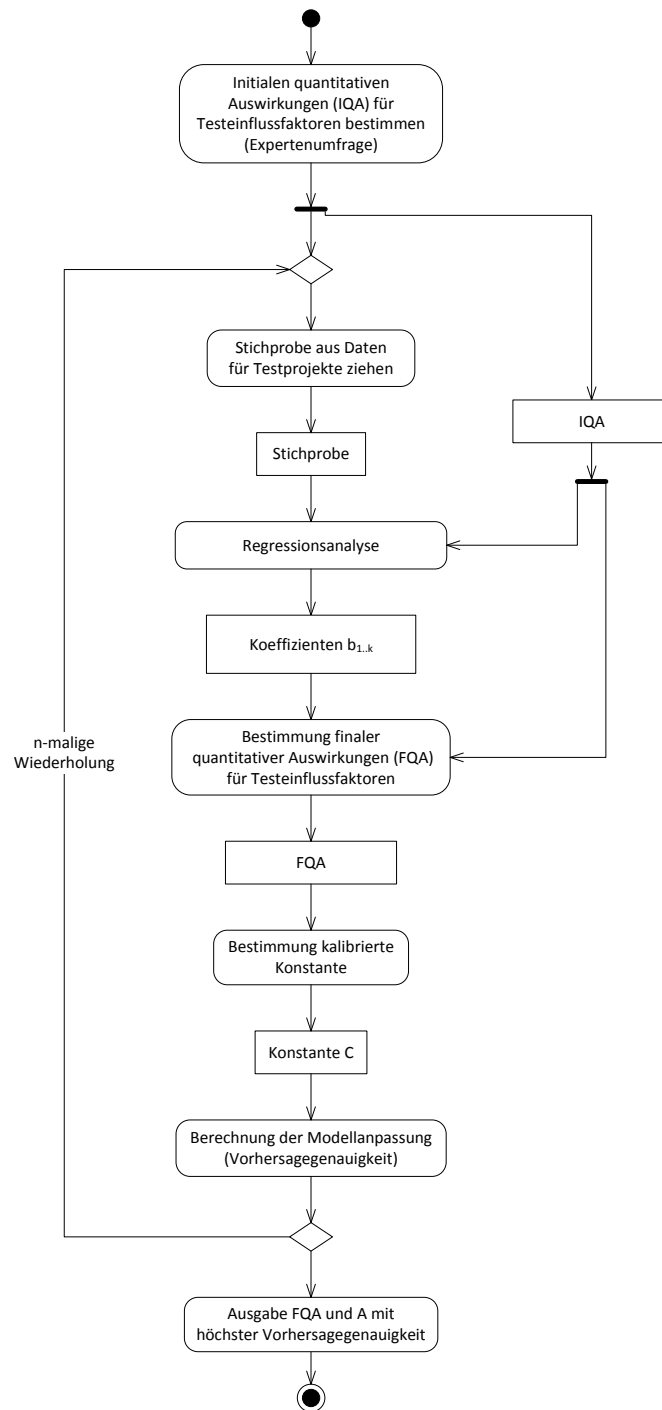 Initialen quantitativen
Auswirkungen (IQA) für
Testeinflussfaktoren bestimmen
(Expertenumfrage)
Stichprobe aus Daten
für Testprojekte ziehen
IQA
Stichprobe
Regressionsanalyse
Koeffizienten b1..k
n-malige
Wiederholung
Bestimmung finaler
quantitativer Auswirkungen (FQA)
für Testeinflussfaktoren
FQA
Bestimmung kalibrierte
Konstante
Konstante C
Berechnung der Modellanpassung
(Vorhersagegenauigkeit)
Ausgabe FQA und A mit
höchster Vorhersagegenauigkeit